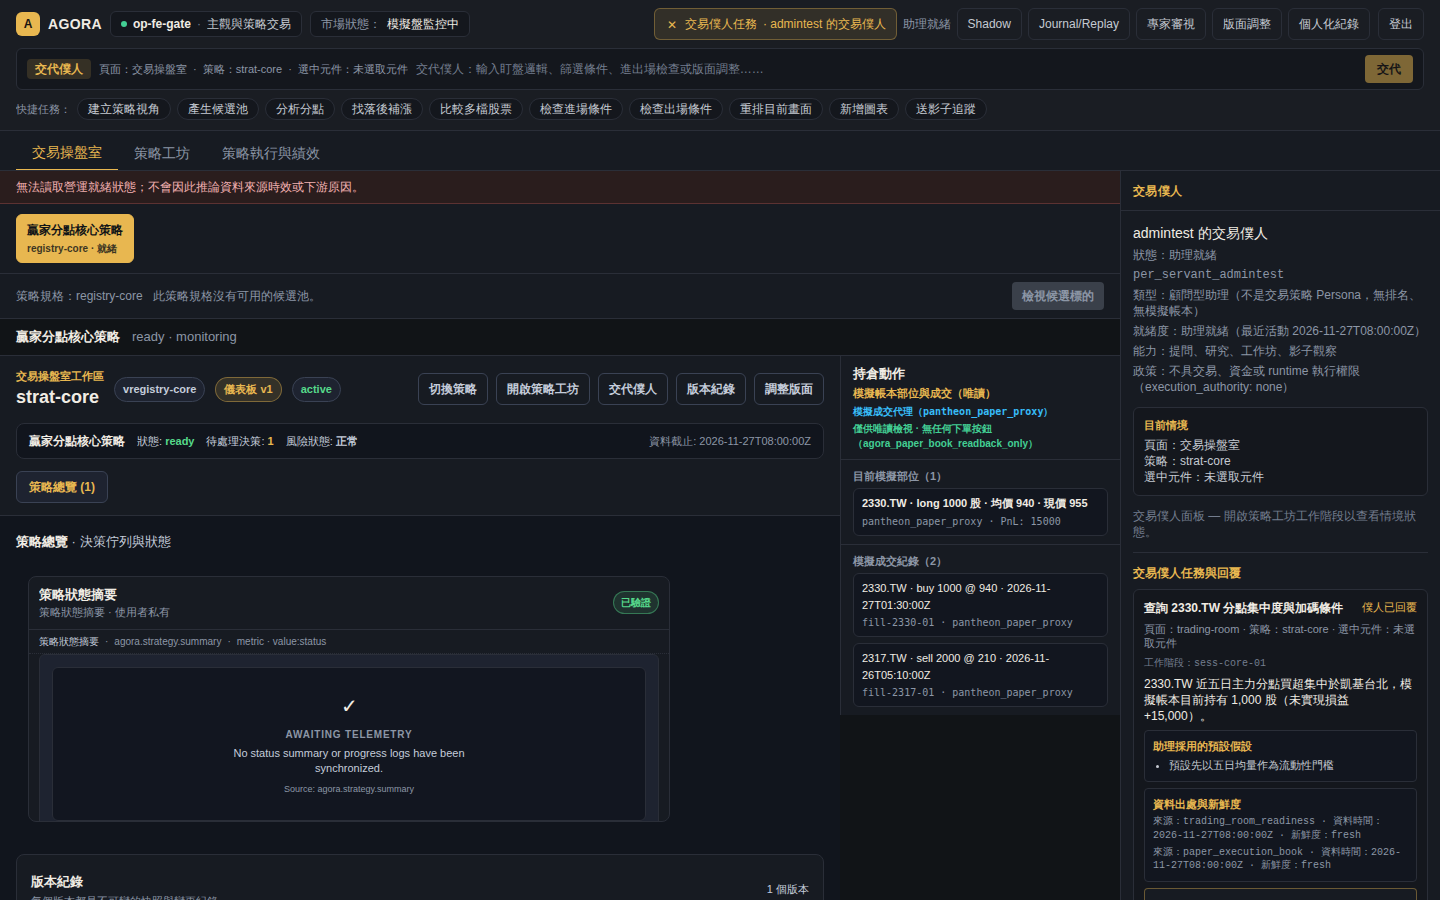 A AGORA op-fe-gate · 主觀與策略交易 市場狀態： 模擬盤監控中 ✕ 交易僕人任務 · admintest 的交易僕人 助理就緒 Shadow Journal/Replay 專家審視 版面調整 個人化紀錄 登出
交代僕人 頁面：交易操盤室 · 策略：strat-core · 選中元件：未選取元件 交代僕人：輸入盯盤邏輯、篩選條件、進出場檢查或版面調整…… 交代
快捷任務： 建立策略視角 產生候選池 分析分點 找落後補漲 比較多檔股票 檢查進場條件 檢查出場條件 重排目前畫面 新增圖表 送影子追蹤
交易操盤室 策略工坊 策略執行與績效
無法讀取營運就緒狀態；不會因此推論資料來源時效或下游原因。
贏家分點核心策略
registry-core · 就緒
策略規格：registry-core 此策略規格沒有可用的候選池。 檢視候選標的
贏家分點核心策略 ready · monitoring
交易操盤室工作區
strat-core vregistry-core 儀表板 v1 active 切換策略 開啟策略工坊 交代僕人 版本紀錄 調整版面
贏家分點核心策略 狀態: ready 待處理決策: 1 風險狀態: 正常 資料截止: 2026-11-27T08:00:00Z
策略總覽 (1)
策略總覽 · 決策佇列與狀態
策略狀態摘要
策略狀態摘要 · 使用者私有
已驗證
策略狀態摘要 · agora.strategy.summary · metric · value:status
✓
AWAITING TELEMETRY
No status summary or progress logs have been
synchronized.
Source: agora.strategy.summary
版本紀錄
1 個版本
持倉動作
模擬帳本部位與成交（唯讀）
模擬成交代理（pantheon_paper_proxy）
僅供唯讀檢視 · 無任何下單按鈕
（agora_paper_book_readback_only）
目前模擬部位（1）
2330.TW · long 1000 股 · 均價 940 · 現價 955
pantheon_paper_proxy · PnL: 15000
模擬成交紀錄（2）
2330.TW · buy 1000 @ 940 · 2026-11-
27T01:30:00Z
fill-2330-01 · pantheon_paper_proxy
2317.TW · sell 2000 @ 210 · 2026-11-
26T05:10:00Z
fill-2317-01 · pantheon_paper_proxy
交易僕人
admintest 的交易僕人
狀態：助理就緒
per_servant_admintest
類型：顧問型助理（不是交易策略 Persona，無排名、
無模擬帳本）
就緒度：助理就緒（最近活動 2026-11-27T08:00:00Z）
能力：提問、研究、工作坊、影子觀察
政策：不具交易、資金或 runtime 執行權限
（execution_authority: none）
目前情境
頁面：交易操盤室
策略：strat-core
選中元件：未選取元件
交易僕人面板 — 開啟策略工坊工作階段以查看情境狀
態。
交易僕人任務與回覆
查詢 2330.TW 分點集中度與加碼條件 僕人已回覆
頁面：trading-room · 策略：strat-core · 選中元件：未選
取元件
工作階段：sess-core-01
2330.TW 近五日主力分點買超集中於凱基台北，模
擬帳本目前持有 1,000 股（未實現損益
+15,000）。
助理採用的預設假設
• 預設先以五日均量作為流動性門檻
資料出處與新鮮度
來源：trading_room_readiness · 資料時間：
2026-11-27T08:00:00Z · 新鮮度：fresh
來源：paper_execution_book · 資料時間：2026-
11-27T08:00:00Z · 新鮮度：fresh